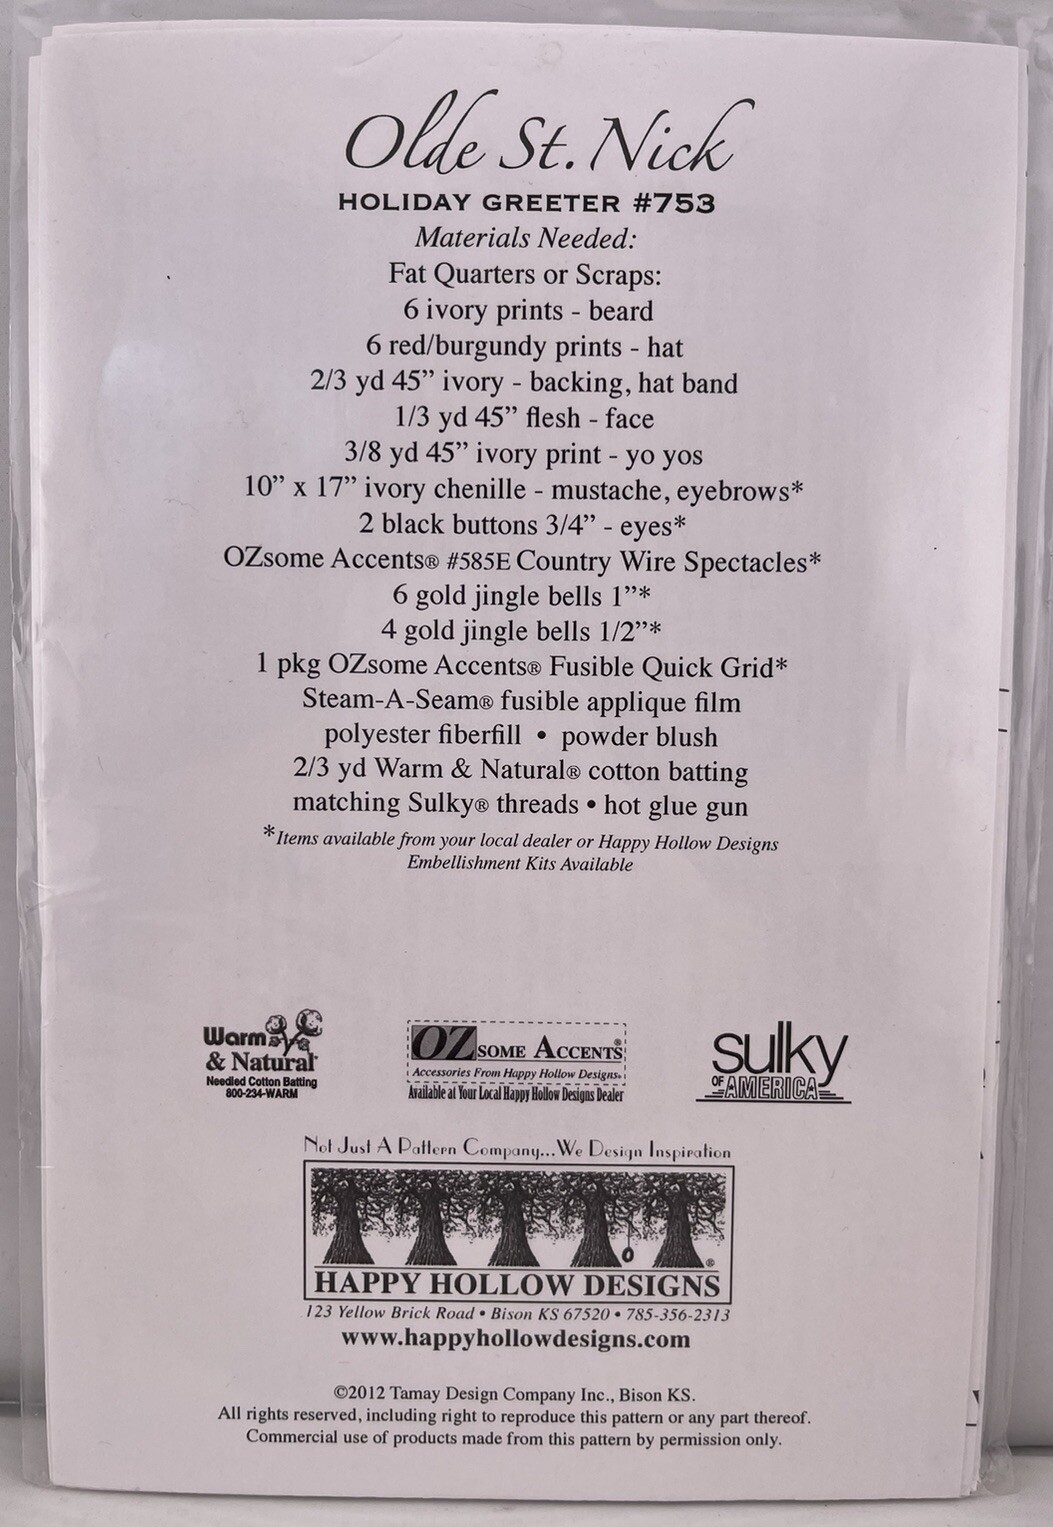 Olde St. Nick
HOLIDAY GREETER #753
Materials Needed:
Fat Quarters or Scraps:
6 ivory prints - beard
6 red/burgundy prints - hat
2/3 yd 45” ivory - backing, hat band
1/3 yd 45” flesh - face
3/8 yd 45” ivory print - yo yos
10” x 17” ivory chenille - mustache, eyebrows*
2 black buttons 3/4” - eyes*
OZsome Accents® #585E Country Wire Spectacles*
6 gold jingle bells 1”*
4 gold jingle bells 1/2”*
1 pkg OZsome Accents® Fusible Quick Grid*
Steam-A-Seam® fusible applique film
polyester fiberfill • powder blush
2/3 yd Warm & Natural® cotton batting
matching Sulky® threads • hot glue gun
*Items available from your local dealer or Happy Hollow Designs
Embellishment Kits Available
Warm
& Natural
Needled Cotton Batting
800-234-WARM
OZSOME ACCENTS®
Accessories From Happy Hollow Designs®
Available at Your Local Happy Hollow Designs Dealer
sulky
OF AMERICA
Not Just A Pattern Company...We Design Inspiration
®
HAPPY HOLLOW DESIGNS
123 Yellow Brick Road • Bison KS 67520 • 785-356-2313
www.happyhollowdesigns.com
©2012 Tamay Design Company Inc., Bison KS.
All rights reserved, including right to reproduce this pattern or any part thereof.
Commercial use of products made from this pattern by permission only.